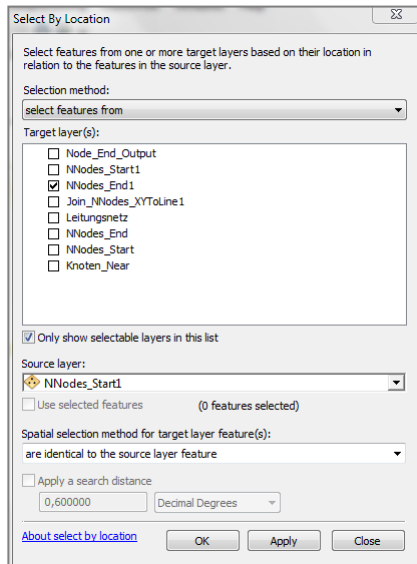 Select By Location
Select features from one or more target layers based on their location in
relation to the features in the source layer.
Selection method:
select features from
Target layer(s):
Node_End_Output
NNodes_Start1
NNodes_End1
Join_NNodes_XYToLine1
Leitungsnetz
NNodes_End
NNodes_Start
Knoten_Near
Only show selectable layers in this list
Source layer:
NNodes_Start1
Use selected features (0 features selected)
Spatial selection method for target layer feature(s):
are identical to the source layer feature
Apply a search distance
0,600000 Decimal Degrees
About select by location OK Apply Close